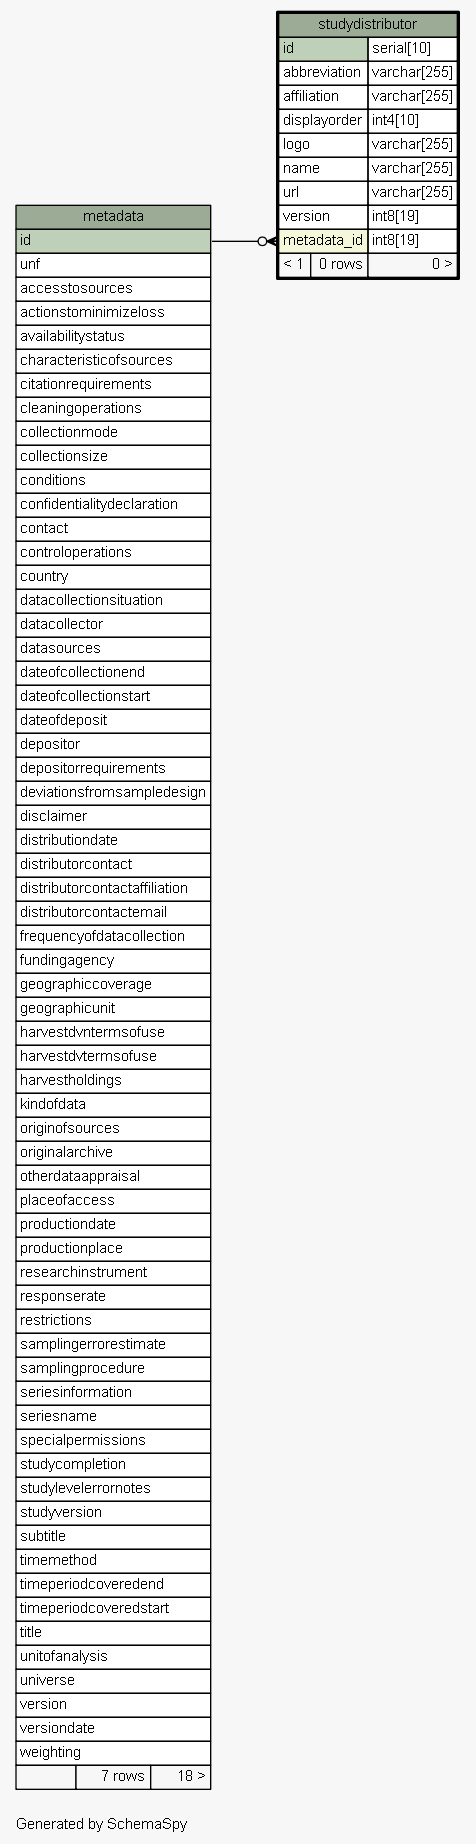 studydistributor
id serial[10]
abbreviation varchar[255]
affiliation varchar[255]
displayorder int4[10]
logo varchar[255]
name varchar[255]
url varchar[255]
version int8[19]
metadata_id int8[19]
< 1 0 rows 0 >
metadata
id
unf
accesstosources
actionstominimizeloss
availabilitystatus
characteristicofsources
citationrequirements
cleaningoperations
collectionmode
collectionsize
conditions
confidentialitydeclaration
contact
controloperations
country
datacollectionsituation
datacollector
datasources
dateofcollectionend
dateofcollectionstart
dateofdeposit
depositor
depositorrequirements
deviationsfromsampledesign
disclaimer
distributiondate
distributorcontact
distributorcontactaffiliation
distributorcontactemail
frequencyofdatacollection
fundingagency
geographiccoverage
geographicunit
harvestdvntermsofuse
harvestdvtermsofuse
harvestholdings
kindofdata
originofsources
originalarchive
otherdataappraisal
placeofaccess
productiondate
productionplace
researchinstrument
responserate
restrictions
samplingerrorestimate
samplingprocedure
seriesinformation
seriesname
specialpermissions
studycompletion
studylevelerrornotes
studyversion
subtitle
timemethod
timeperiodcoveredend
timeperiodcoveredstart
title
unitofanalysis
universe
version
versiondate
weighting
7 rows 18 >
Generated by SchemaSpy